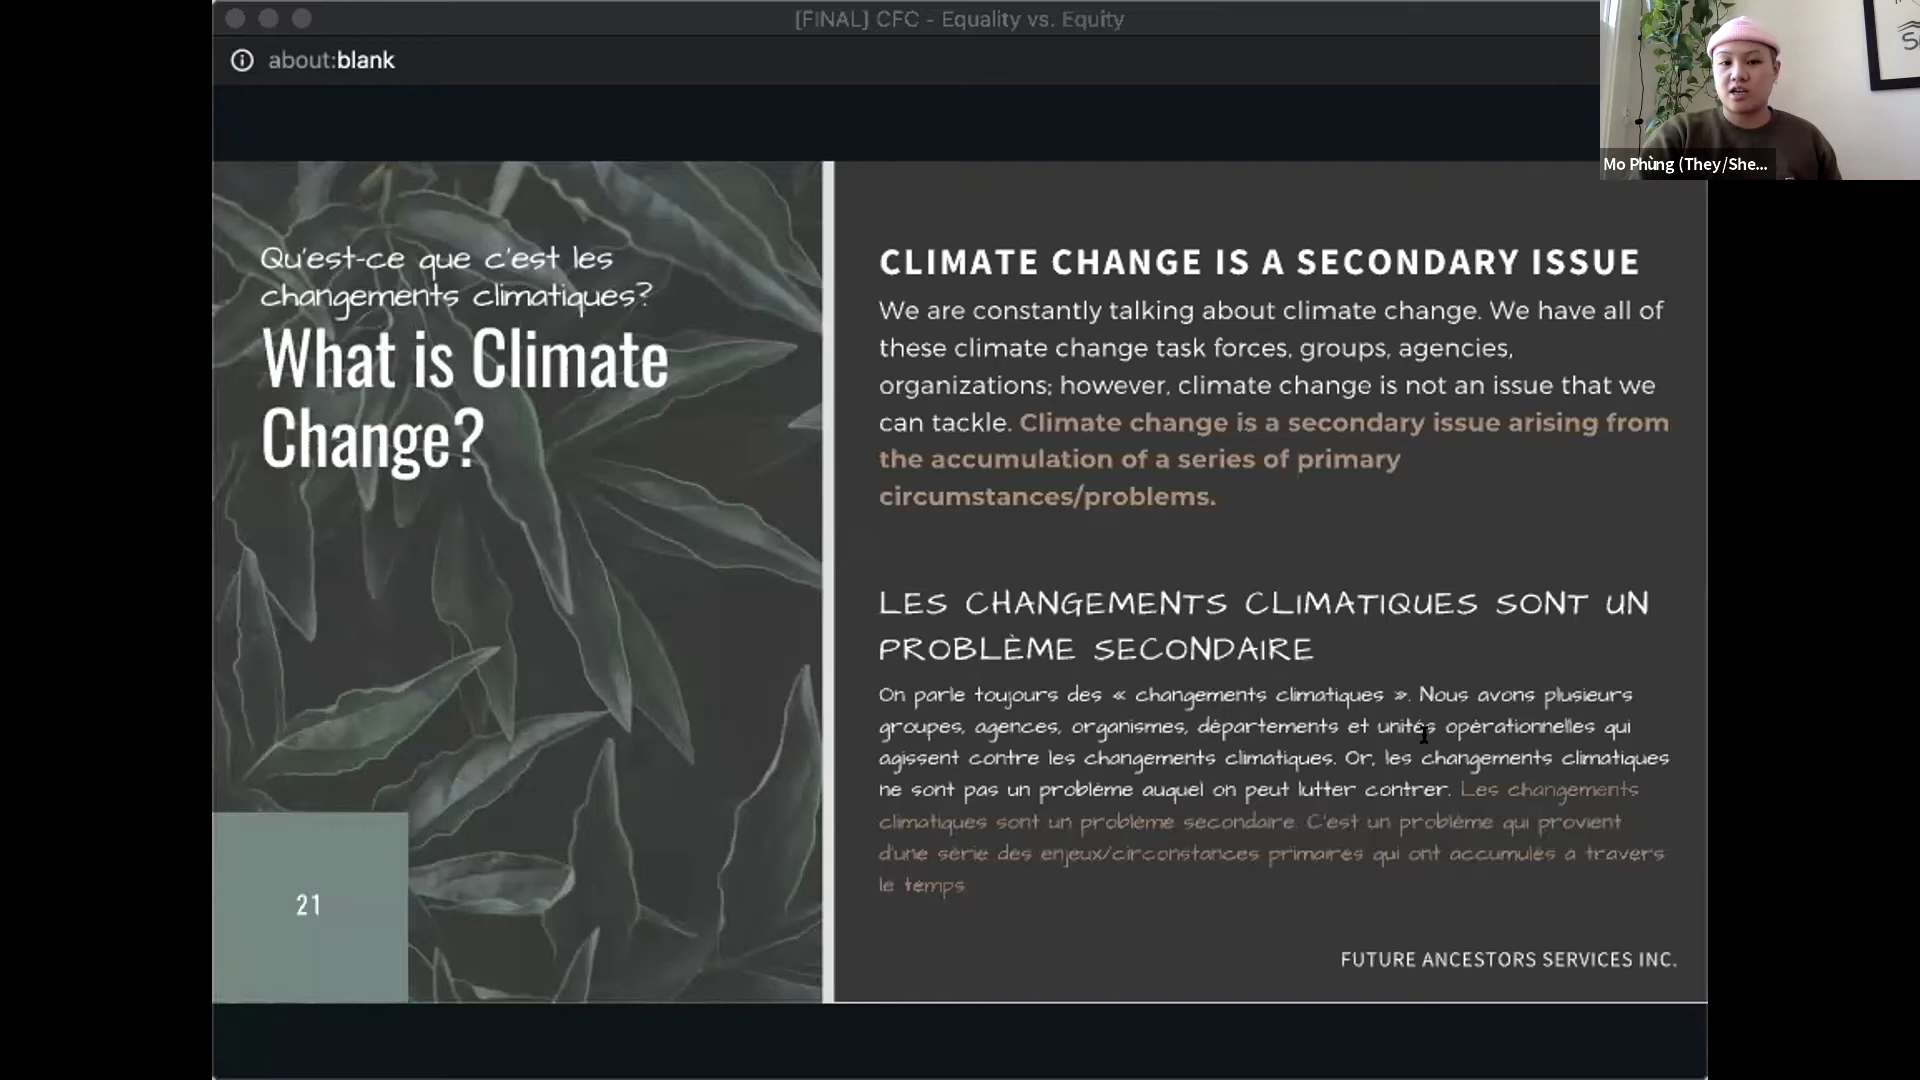 [FINAL] CFC - Equality vs. Equity
about:blank
Mo Phùng (They/She...
Qu'est-ce que c'est les
changements climatiques?
What is Climate
Change?
21
CLIMATE CHANGE IS A SECONDARY ISSUE
We are constantly talking about climate change. We have all of
these climate change task forces, groups, agencies,
organizations; however, climate change is not an issue that we
can tackle. Climate change is a secondary issue arising from
the accumulation of a series of primary
circumstances/problems.
LES CHANGEMENTS CLIMATIQUES SONT UN
PROBLÈME SECONDAIRE
On parle toujours des « changements climatiques ». Nous avons plusieurs
groupes, agences, organismes, départements et unités opérationnelles qui
agissent contre les changements climatiques. Or, les changements climatiques
ne sont pas un problème auquel on peut lutter contrer. Les changements
climatiques sont un problème secondaire. C'est un problème qui provient
d'une série des enjeux/circonstances primaires qui ont accumulés à travers
le temps.
FUTURE ANCESTORS SERVICES INC.